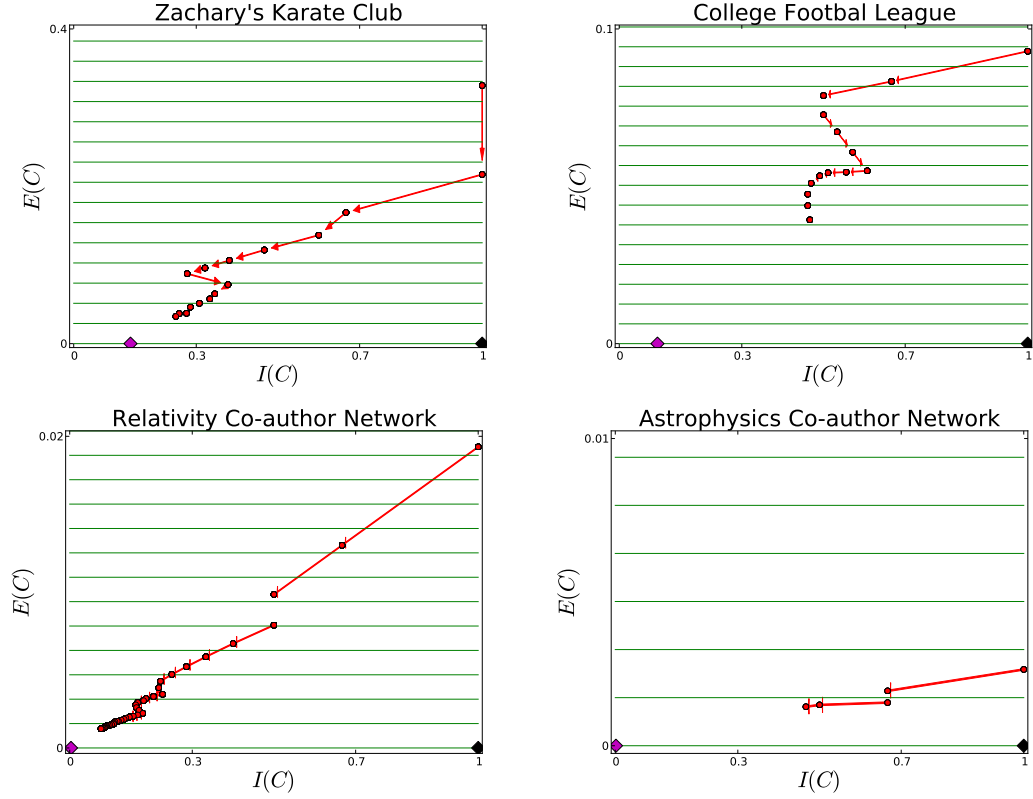 Zachary's Karate Club
0.4
E(C)
0
0
0.3
0.7
1
I(C)
College Footbal League
0.1
E(C)
0
0
0.3
0.7
1
I(C)
Relativity Co-author Network
0.02
E(C)
0
0
0.3
0.7
1
I(C)
Astrophysics Co-author Network
0.01
E(C)
0
0
0.3
0.7
1
I(C)